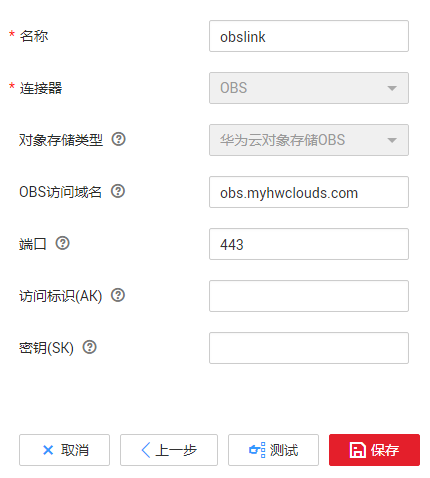 * 名称 obslink
* 连接器 OBS
对象存储类型 ? 华为云对象存储OBS
OBS访问域名 ? obs.myhwclouds.com
端口 ? 443
访问标识(AK) ?
密钥(SK) ?
取消 上一步 测试 保存